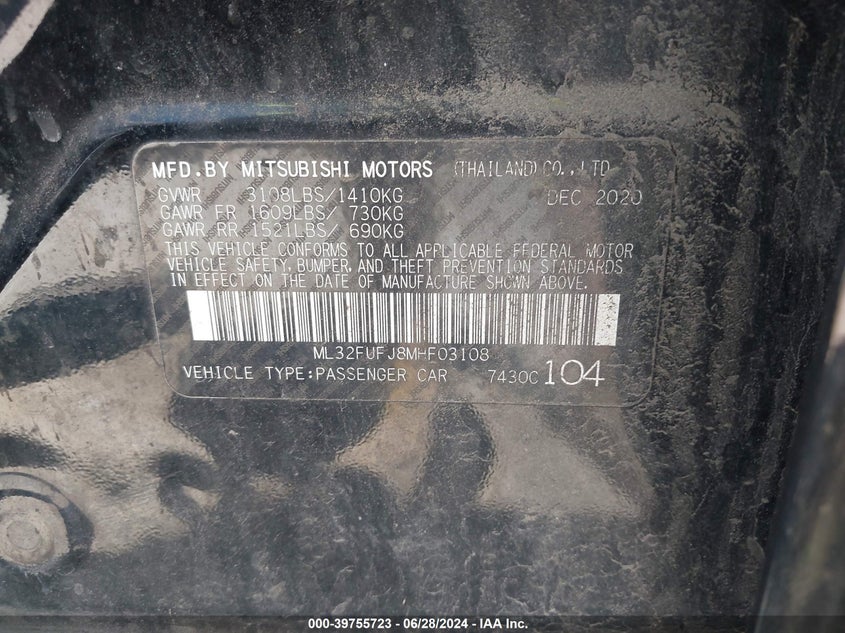 MFD.BY MITSUBISHI MOTORS (THAILAND)CO.,LTD
GVWR 3108LBS/1410KG DEC 2020
GAWR FR 1609LBS/ 730KG
GAWR RR 1521LBS/ 690KG
THIS VEHICLE CONFORMS TO ALL APPLICABLE FEDERAL MOTOR
VEHICLE SAFETY, BUMPER, AND THEFT PREVENTION STANDARDS
IN EFFECT ON THE DATE OF MANUFACTURE SHOWN ABOVE.
ML32FUFJ8MHF03108
VEHICLE TYPE:PASSENGER CAR 7430C 104
000-39755723 - 06/28/2024 - IAA Inc.